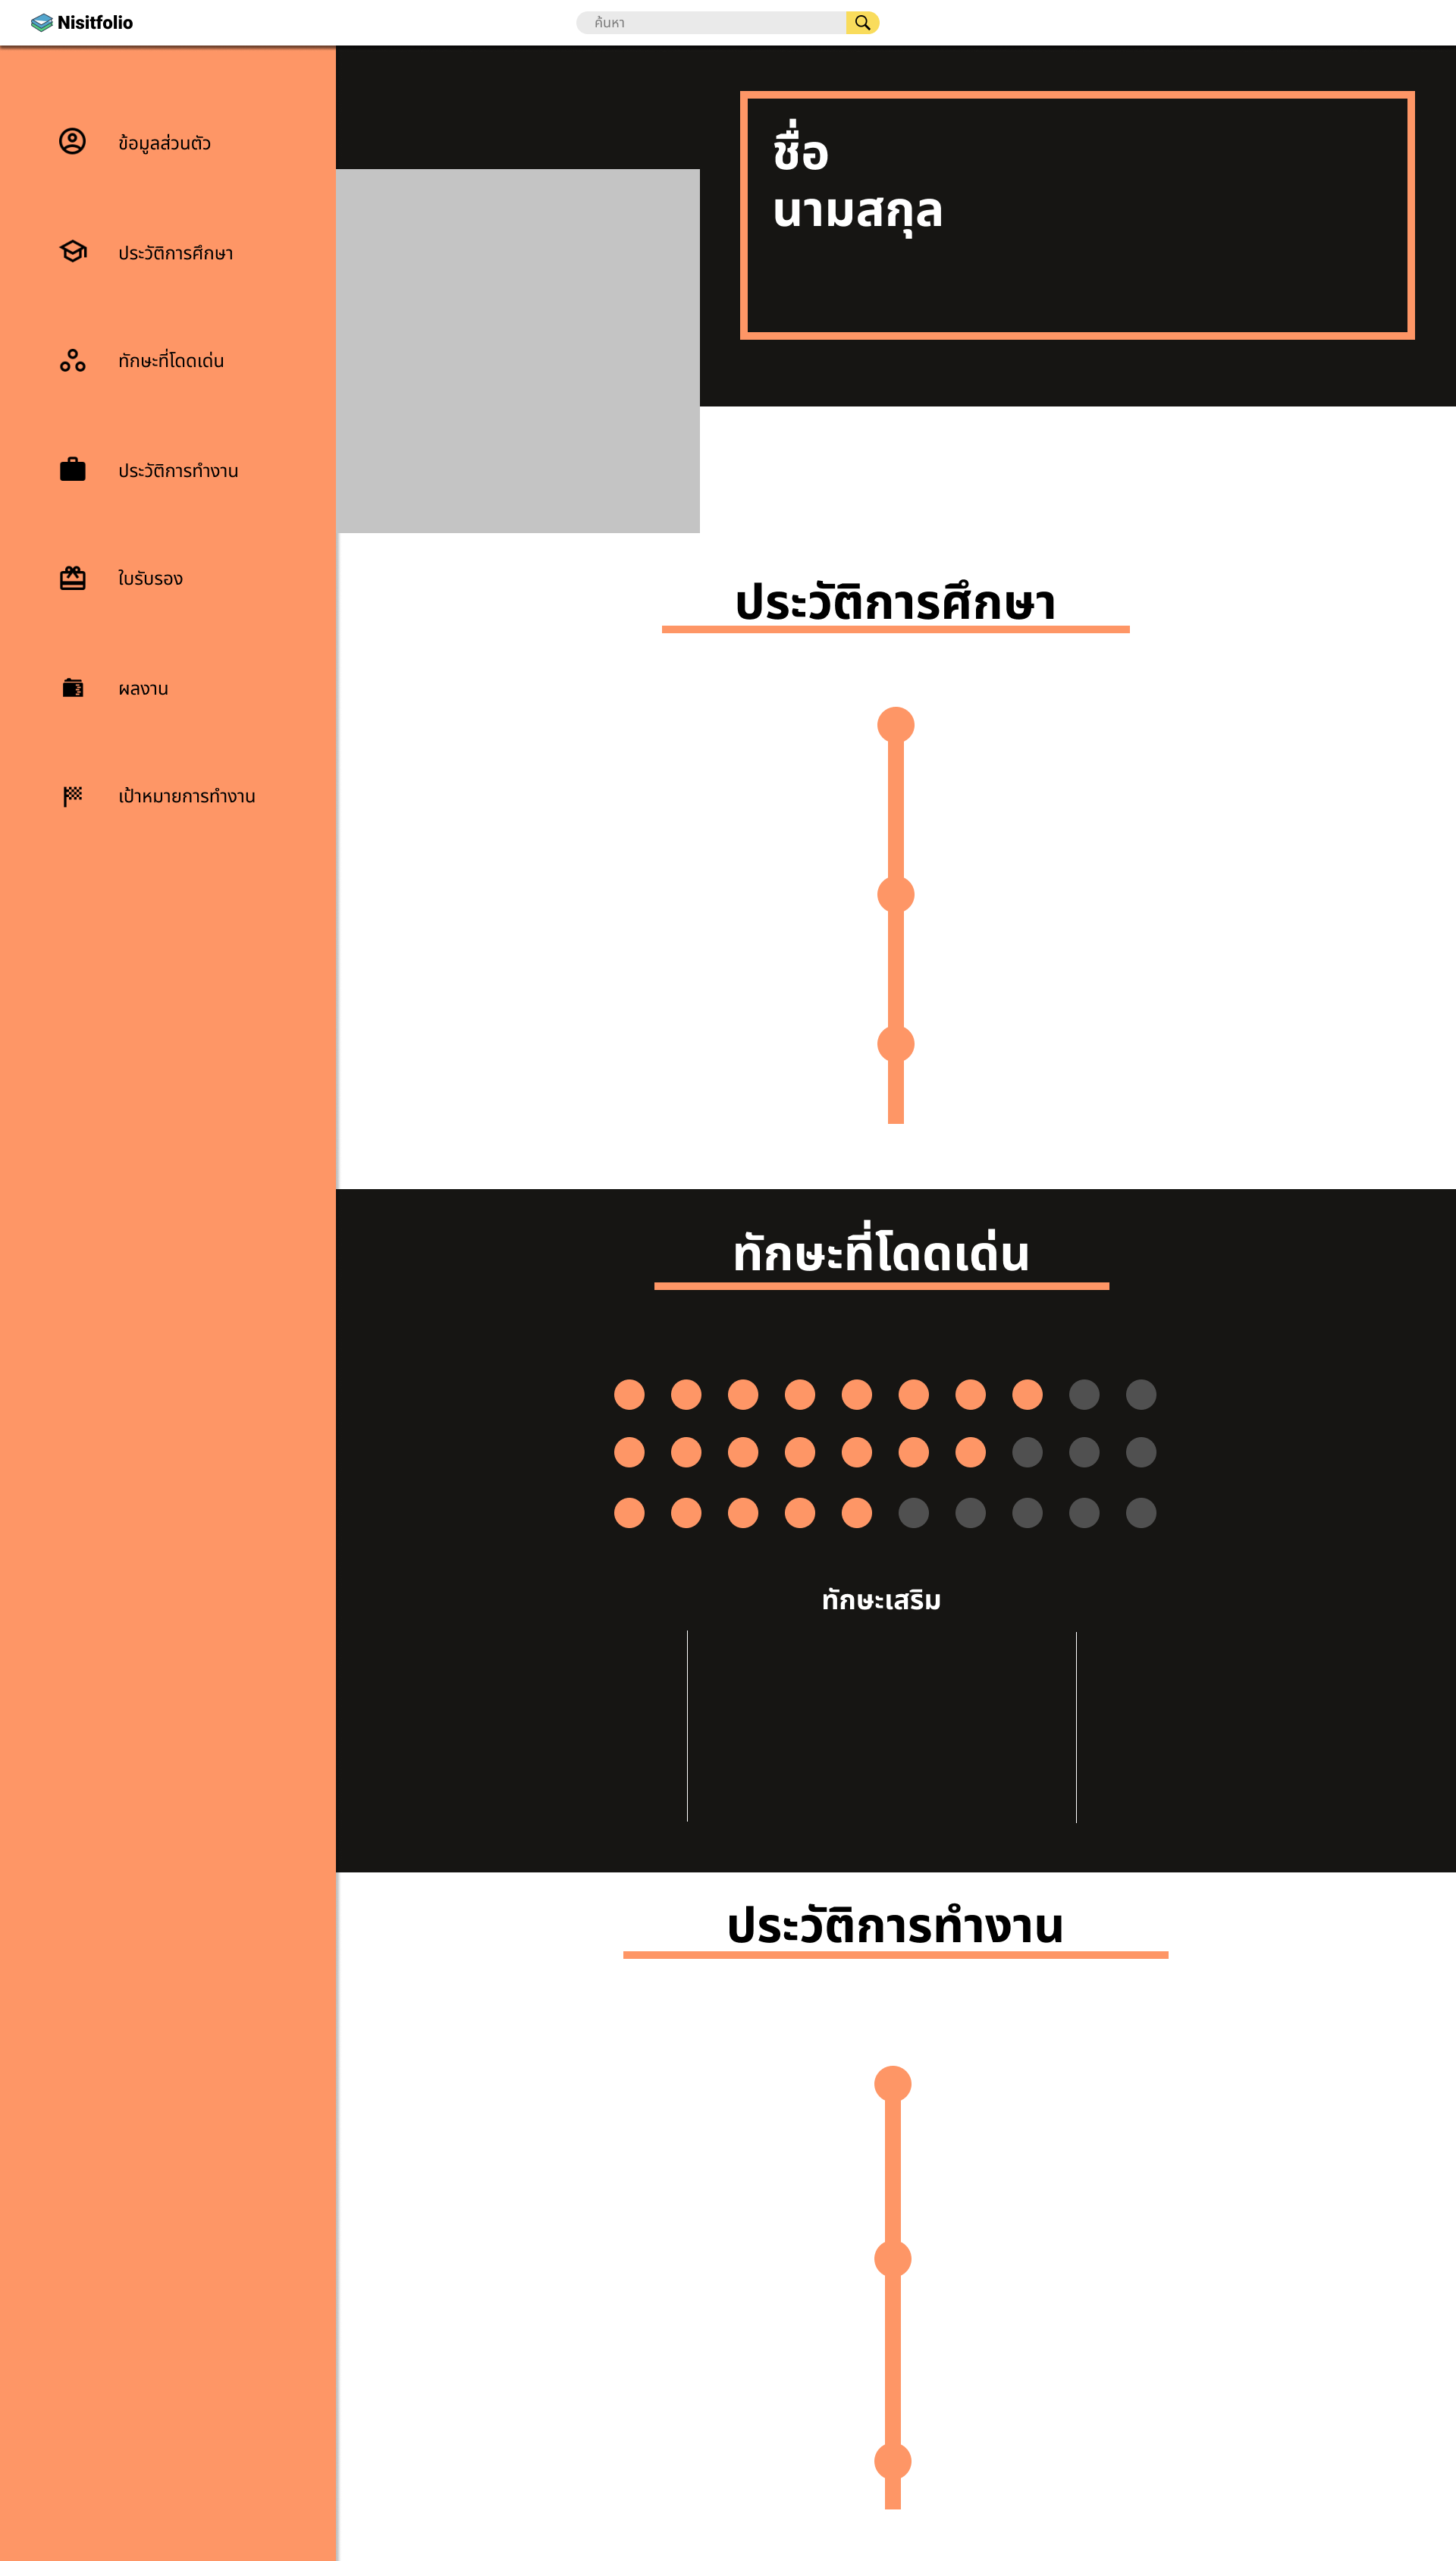 Nisitfolio
ค้นหา
ข้อมูลส่วนตัว
ประวัติการศึกษา
ทักษะที่โดดเด่น
ประวัติการทำงาน
ใบรับรอง
ผลงาน
เป้าหมายการทำงาน
ชื่อ
นามสกุล
ประวัติการศึกษา
ทักษะที่โดดเด่น
ทักษะเสริม
ประวัติการทำงาน